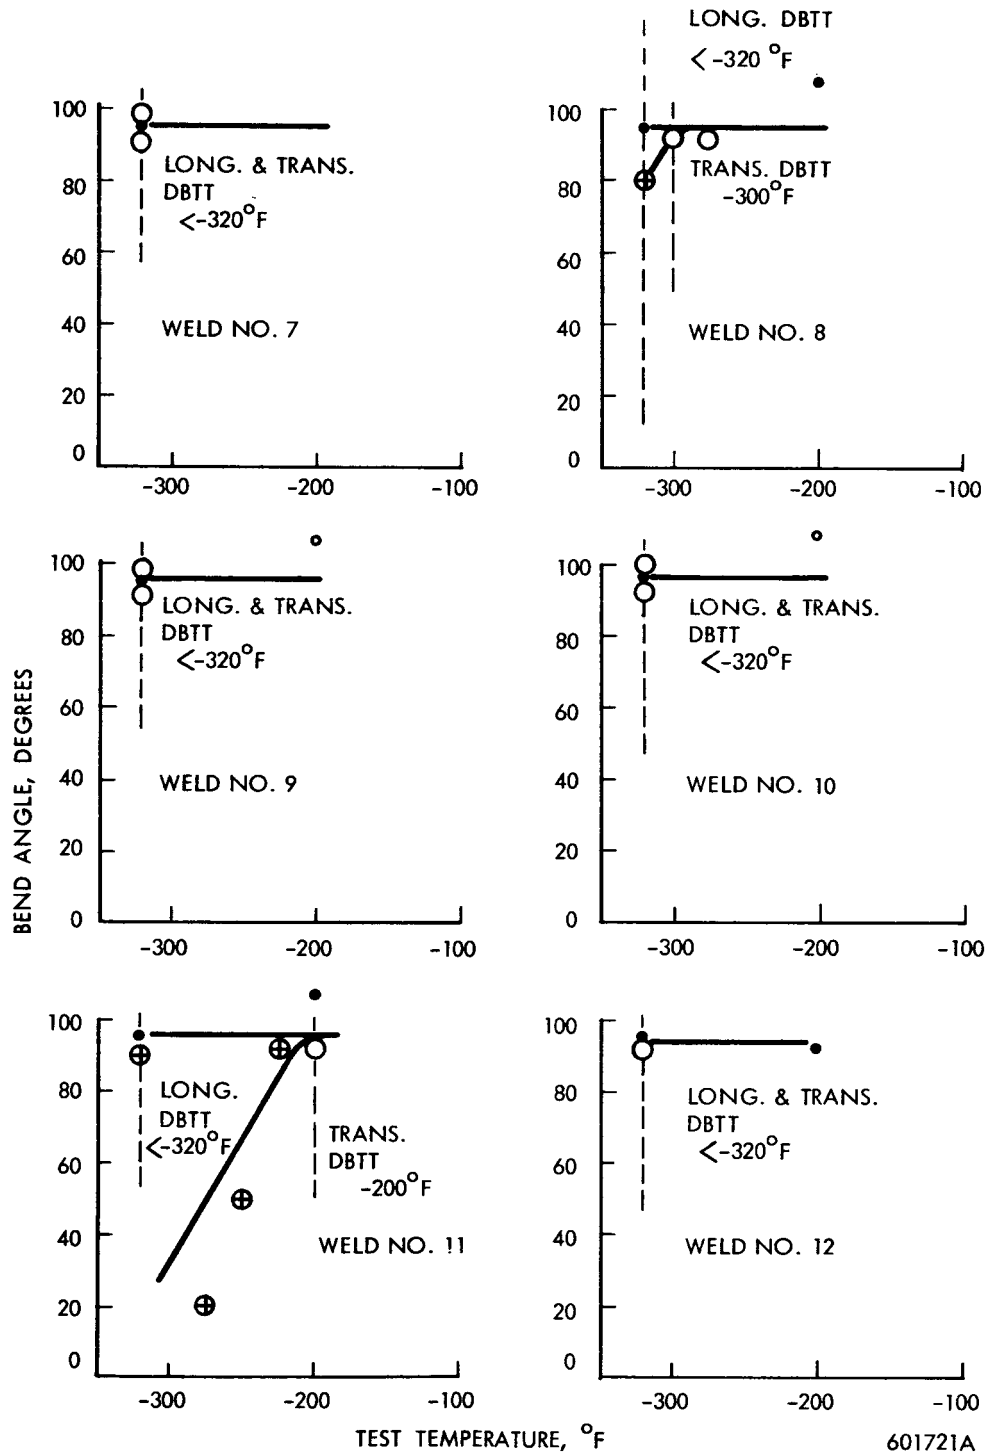 LONG. DBTT
< -320 °F
100
80
60
40
20
0
LONG. & TRANS.
DBTT
<-320°F
WELD NO. 7
-300
-200
-100
100
80
60
40
20
0
TRANS. DBTT
-300°F
WELD NO. 8
-300
-200
-100
BEND ANGLE, DEGREES
100
80
60
40
20
0
LONG. & TRANS.
DBTT
<-320°F
WELD NO. 9
-300
-200
-100
100
80
60
40
20
0
LONG. & TRANS.
DBTT
<-320°F
WELD NO. 10
-300
-200
-100
100
80
60
40
20
0
LONG.
DBTT
<-320°F
TRANS.
DBTT
-200°F
WELD NO. 11
-300
-200
-100
100
80
60
40
20
0
LONG. & TRANS.
DBTT
<-320°F
WELD NO. 12
-300
-200
-100
TEST TEMPERATURE, °F
601721A